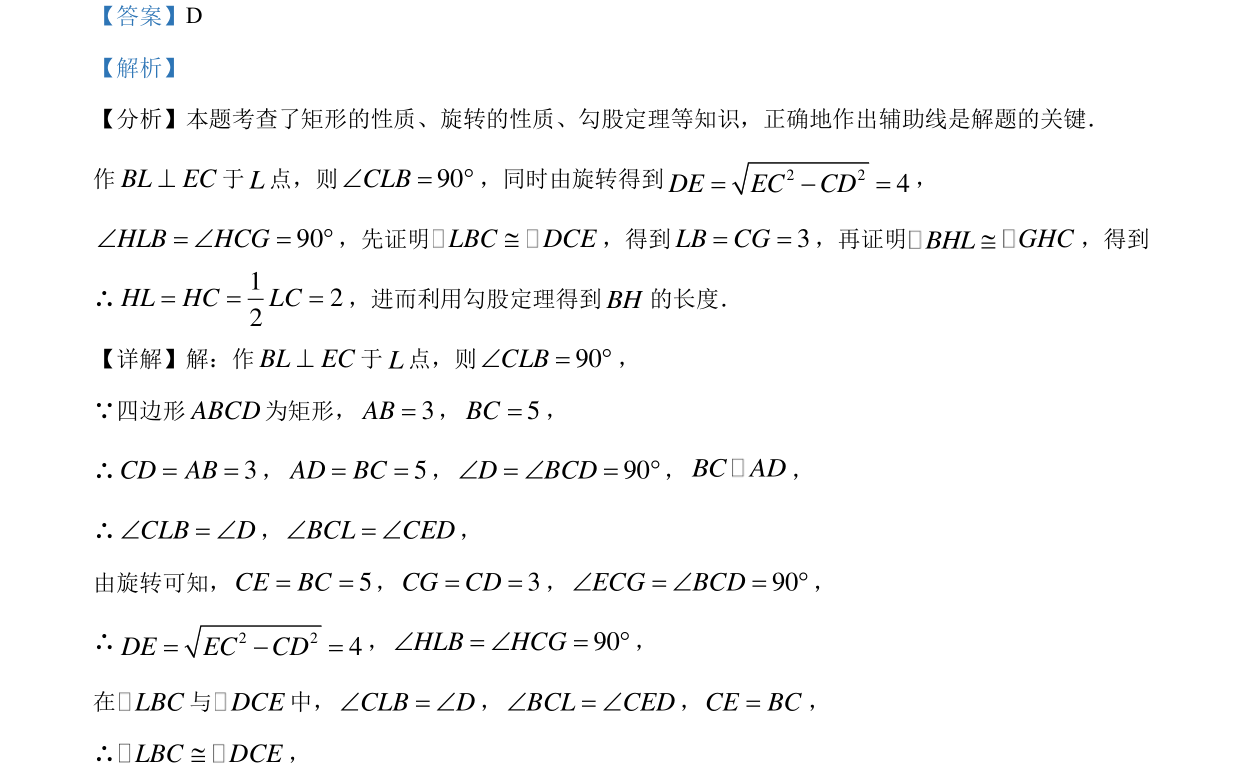 【答案】D
【解析】
【分析】本题考查了矩形的性质、旋转的性质、勾股定理等知识，正确地作出辅助线是解题的关键．
作 BL ⊥ EC 于 L 点，则 ∠CLB = 90°，同时由旋转得到 DE = √(EC² − CD²) = 4，
∠HLB = ∠HCG = 90°，先证明□LBC ≅ □DCE，得到 LB = CG = 3，再证明□BHL ≅ □GHC，得到
∴ HL = HC = 1/2 LC = 2，进而利用勾股定理得到 BH 的长度．
【详解】解：作 BL ⊥ EC 于 L 点，则 ∠CLB = 90°，
∵四边形 ABCD 为矩形， AB = 3， BC = 5，
∴ CD = AB = 3， AD = BC = 5， ∠D = ∠BCD = 90°， BC □ AD，
∴ ∠CLB = ∠D， ∠BCL = ∠CED，
由旋转可知， CE = BC = 5， CG = CD = 3， ∠ECG = ∠BCD = 90°，
∴ DE = √(EC² − CD²) = 4， ∠HLB = ∠HCG = 90°，
在□LBC 与□DCE 中， ∠CLB = ∠D， ∠BCL = ∠CED， CE = BC，
∴□LBC ≅ □DCE，